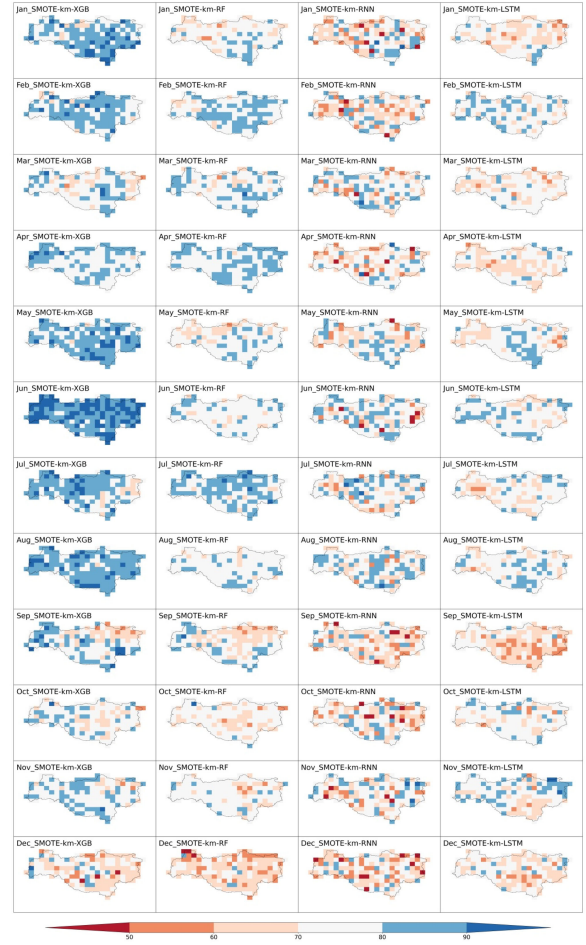 Jan_SMOTE-km-XGB Jan_SMOTE-km-RF Jan_SMOTE-km-RNN Jan_SMOTE-km-LSTM
Feb_SMOTE-km-XGB Feb_SMOTE-km-RF Feb_SMOTE-km-RNN Feb_SMOTE-km-LSTM
Mar_SMOTE-km-XGB Mar_SMOTE-km-RF Mar_SMOTE-km-RNN Mar_SMOTE-km-LSTM
Apr_SMOTE-km-XGB Apr_SMOTE-km-RF Apr_SMOTE-km-RNN Apr_SMOTE-km-LSTM
May_SMOTE-km-XGB May_SMOTE-km-RF May_SMOTE-km-RNN May_SMOTE-km-LSTM
Jun_SMOTE-km-XGB Jun_SMOTE-km-RF Jun_SMOTE-km-RNN Jun_SMOTE-km-LSTM
Jul_SMOTE-km-XGB Jul_SMOTE-km-RF Jul_SMOTE-km-RNN Jul_SMOTE-km-LSTM
Aug_SMOTE-km-XGB Aug_SMOTE-km-RF Aug_SMOTE-km-RNN Aug_SMOTE-km-LSTM
Sep_SMOTE-km-XGB Sep_SMOTE-km-RF Sep_SMOTE-km-RNN Sep_SMOTE-km-LSTM
Oct_SMOTE-km-XGB Oct_SMOTE-km-RF Oct_SMOTE-km-RNN Oct_SMOTE-km-LSTM
Nov_SMOTE-km-XGB Nov_SMOTE-km-RF Nov_SMOTE-km-RNN Nov_SMOTE-km-LSTM
Dec_SMOTE-km-XGB Dec_SMOTE-km-RF Dec_SMOTE-km-RNN Dec_SMOTE-km-LSTM
50 60 70 80 90